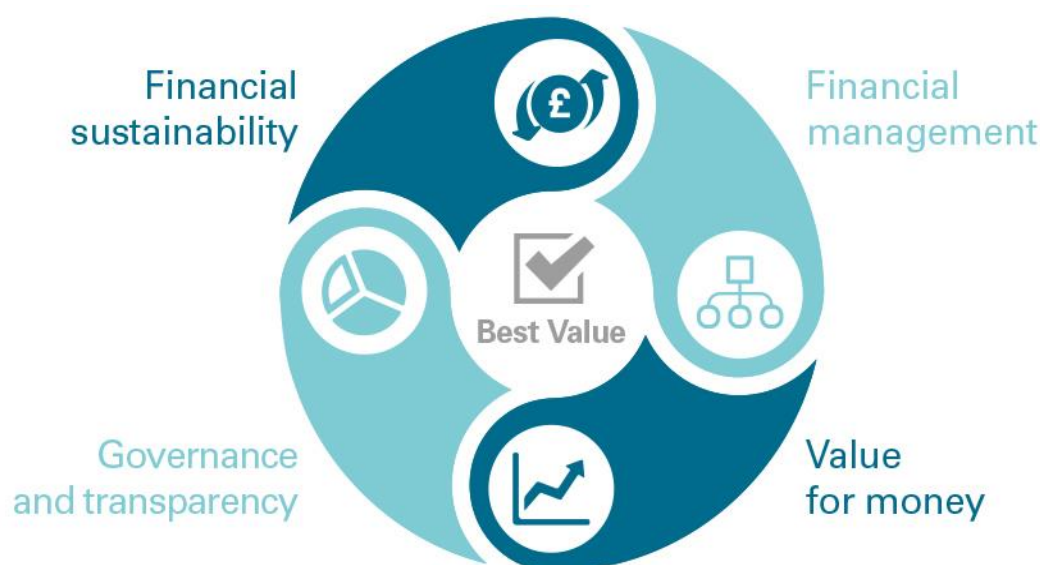 Financial
sustainability
Financial
management
£
Best Value
Governance
and transparency
Value
for money